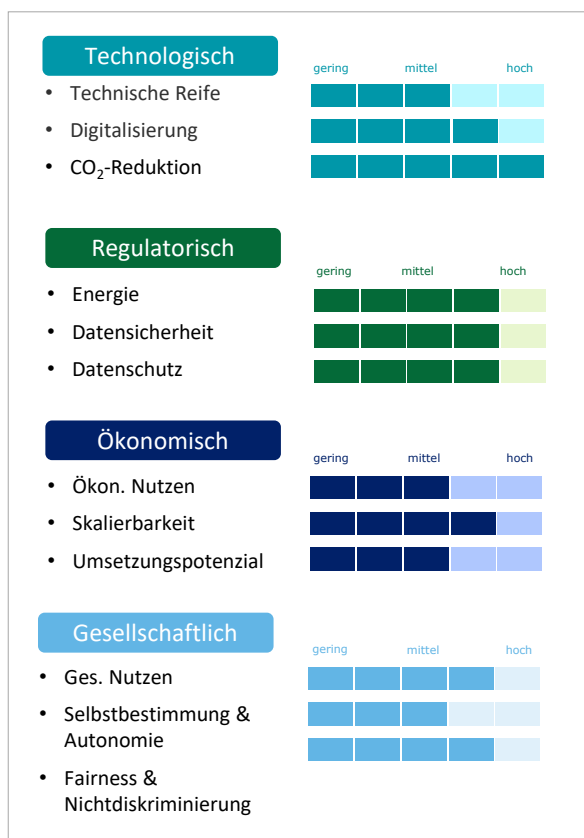 Technologisch
gering mittel hoch
• Technische Reife
• Digitalisierung
• CO₂-Reduktion
Regulatorisch
gering mittel hoch
• Energie
• Datensicherheit
• Datenschutz
Ökonomisch
gering mittel hoch
• Ökon. Nutzen
• Skalierbarkeit
• Umsetzungspotenzial
Gesellschaftlich
gering mittel hoch
• Ges. Nutzen
• Selbstbestimmung &
Autonomie
• Fairness &
Nichtdiskriminierung